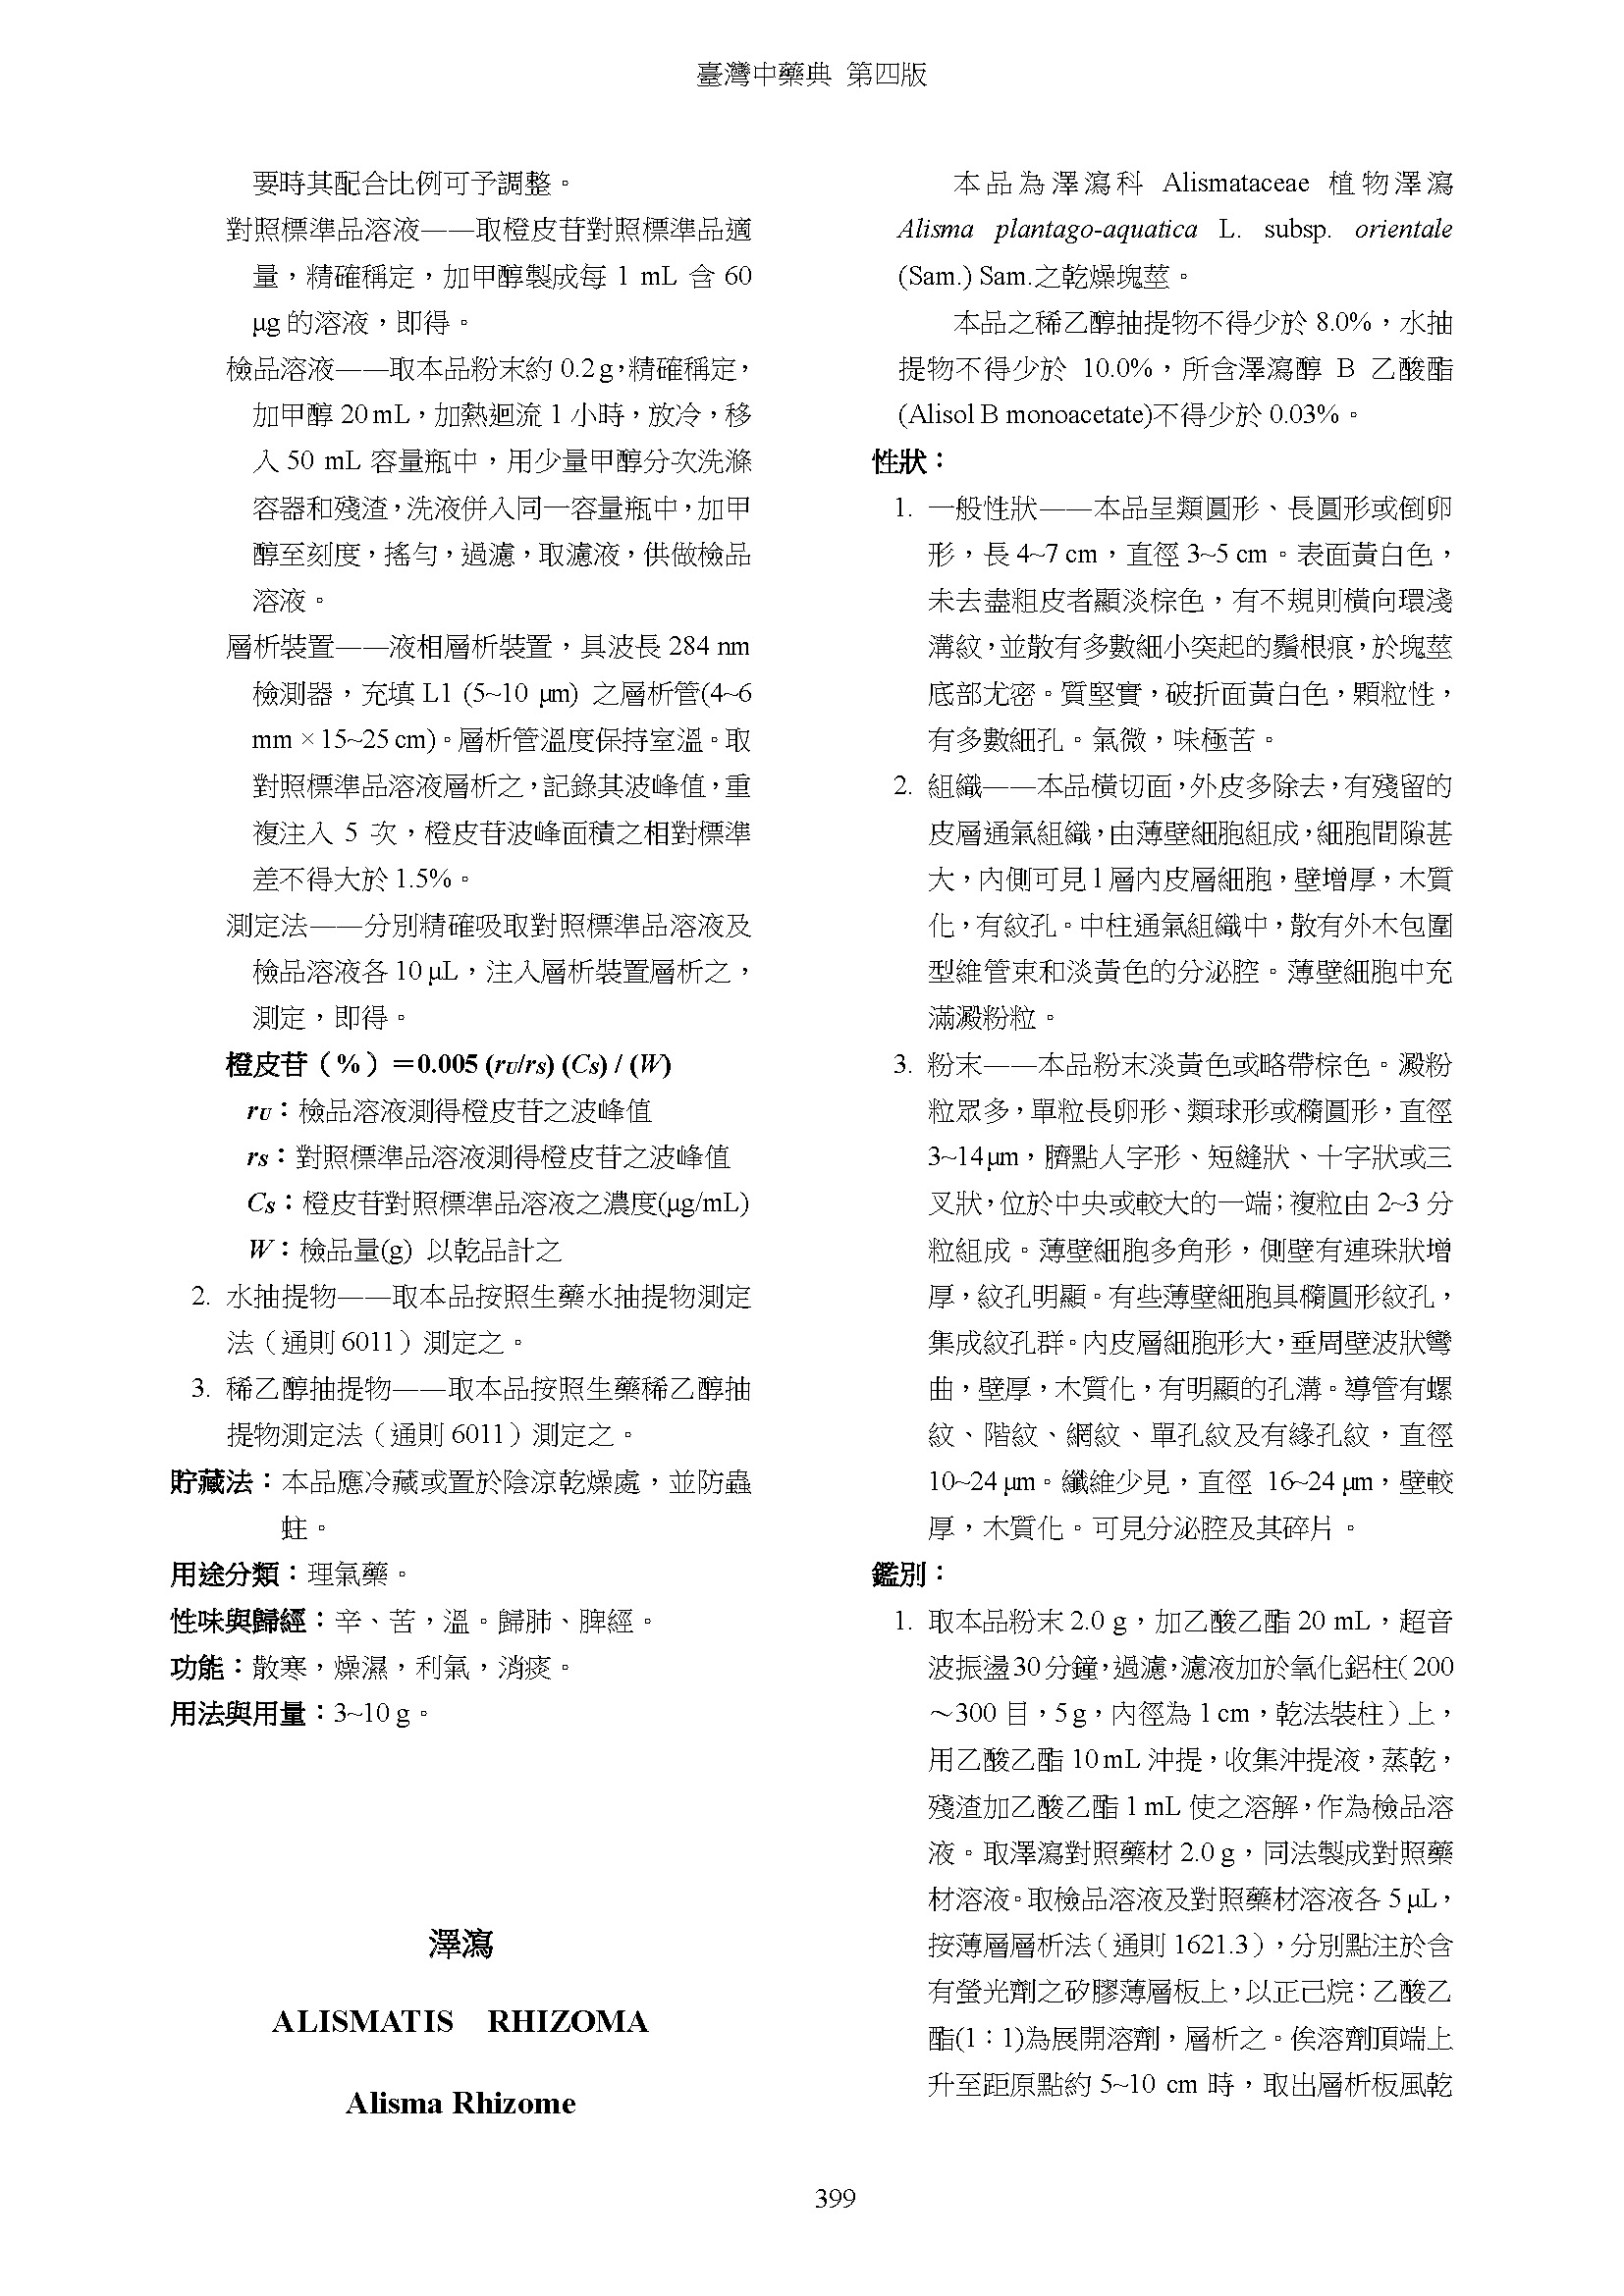 臺灣中藥典 第四版
要時其配合比例可予調整。
對照標準品溶液——取橙皮苷對照標準品適
量，精確稱定，加甲醇製成每 1 mL 含 60
μg 的溶液，即得。
檢品溶液——取本品粉末約 0.2 g，精確稱定，
加甲醇 20 mL，加熱迴流 1 小時，放冷，移
入 50 mL 容量瓶中，用少量甲醇分次洗滌
容器和殘渣，洗液併入同一容量瓶中，加甲
醇至刻度，搖勻，過濾，取濾液，供做檢品
溶液。
層析裝置——液相層析裝置，具波長 284 nm
檢測器，充填 L1 (5~10 μm) 之層析管(4~6
mm × 15~25 cm)。層析管溫度保持室溫。取
對照標準品溶液層析之，記錄其波峰值，重
複注入 5 次，橙皮苷波峰面積之相對標準
差不得大於 1.5%。
測定法——分別精確吸取對照標準品溶液及
檢品溶液各 10 μL，注入層析裝置層析之，
測定，即得。
橙皮苷（%）＝0.005 (rU/rS) (CS) / (W)
rU：檢品溶液測得橙皮苷之波峰值
rS：對照標準品溶液測得橙皮苷之波峰值
CS：橙皮苷對照標準品溶液之濃度(μg/mL)
W：檢品量(g) 以乾品計之
2. 水抽提物——取本品按照生藥水抽提物測定
法（通則 6011）測定之。
3. 稀乙醇抽提物——取本品按照生藥稀乙醇抽
提物測定法（通則 6011）測定之。
貯藏法：本品應冷藏或置於陰涼乾燥處，並防蟲
蛀。
用途分類：理氣藥。
性味與歸經：辛、苦，溫。歸肺、脾經。
功能：散寒，燥濕，利氣，消痰。
用法與用量：3~10 g。
澤瀉
ALISMATIS RHIZOMA
Alisma Rhizome
本品為澤瀉科 Alismataceae 植物澤瀉
Alisma plantago-aquatica L. subsp. orientale
(Sam.) Sam.之乾燥塊莖。
本品之稀乙醇抽提物不得少於 8.0%，水抽
提物不得少於 10.0%，所含澤瀉醇 B 乙酸酯
(Alisol B monoacetate)不得少於 0.03%。
性狀：
1. 一般性狀——本品呈類圓形、長圓形或倒卵
形，長 4~7 cm，直徑 3~5 cm。表面黃白色，
未去盡粗皮者顯淡棕色，有不規則橫向環淺
溝紋，並散有多數細小突起的鬚根痕，於塊莖
底部尤密。質堅實，破折面黃白色，顆粒性，
有多數細孔。氣微，味極苦。
2. 組織——本品橫切面，外皮多除去，有殘留的
皮層通氣組織，由薄壁細胞組成，細胞間隙甚
大，內側可見 1 層內皮層細胞，壁增厚，木質
化，有紋孔。中柱通氣組織中，散有外木包圍
型維管束和淡黃色的分泌腔。薄壁細胞中充
滿澱粉粒。
3. 粉末——本品粉末淡黃色或略帶棕色。澱粉
粒眾多，單粒長卵形、類球形或橢圓形，直徑
3~14 μm，臍點人字形、短縫狀、十字狀或三
叉狀，位於中央或較大的一端；複粒由 2~3 分
粒組成。薄壁細胞多角形，側壁有連珠狀增
厚，紋孔明顯。有些薄壁細胞具橢圓形紋孔，
集成紋孔群。內皮層細胞形大，垂周壁波狀彎
曲，壁厚，木質化，有明顯的孔溝。導管有螺
紋、階紋、網紋、單孔紋及有緣孔紋，直徑
10~24 μm。纖維少見，直徑 16~24 μm，壁較
厚，木質化。可見分泌腔及其碎片。
鑑別：
1. 取本品粉末 2.0 g，加乙酸乙酯 20 mL，超音
波振盪 30 分鐘，過濾，濾液加於氧化鋁柱（200
～300 目，5 g，內徑為 1 cm，乾法裝柱）上，
用乙酸乙酯 10 mL 沖提，收集沖提液，蒸乾，
殘渣加乙酸乙酯 1 mL 使之溶解，作為檢品溶
液。取澤瀉對照藥材 2.0 g，同法製成對照藥
材溶液。取檢品溶液及對照藥材溶液各 5 μL，
按薄層層析法（通則 1621.3），分別點注於含
有螢光劑之矽膠薄層板上，以正己烷：乙酸乙
酯(1：1)為展開溶劑，層析之。俟溶劑頂端上
升至距原點約 5~10 cm 時，取出層析板風乾
399